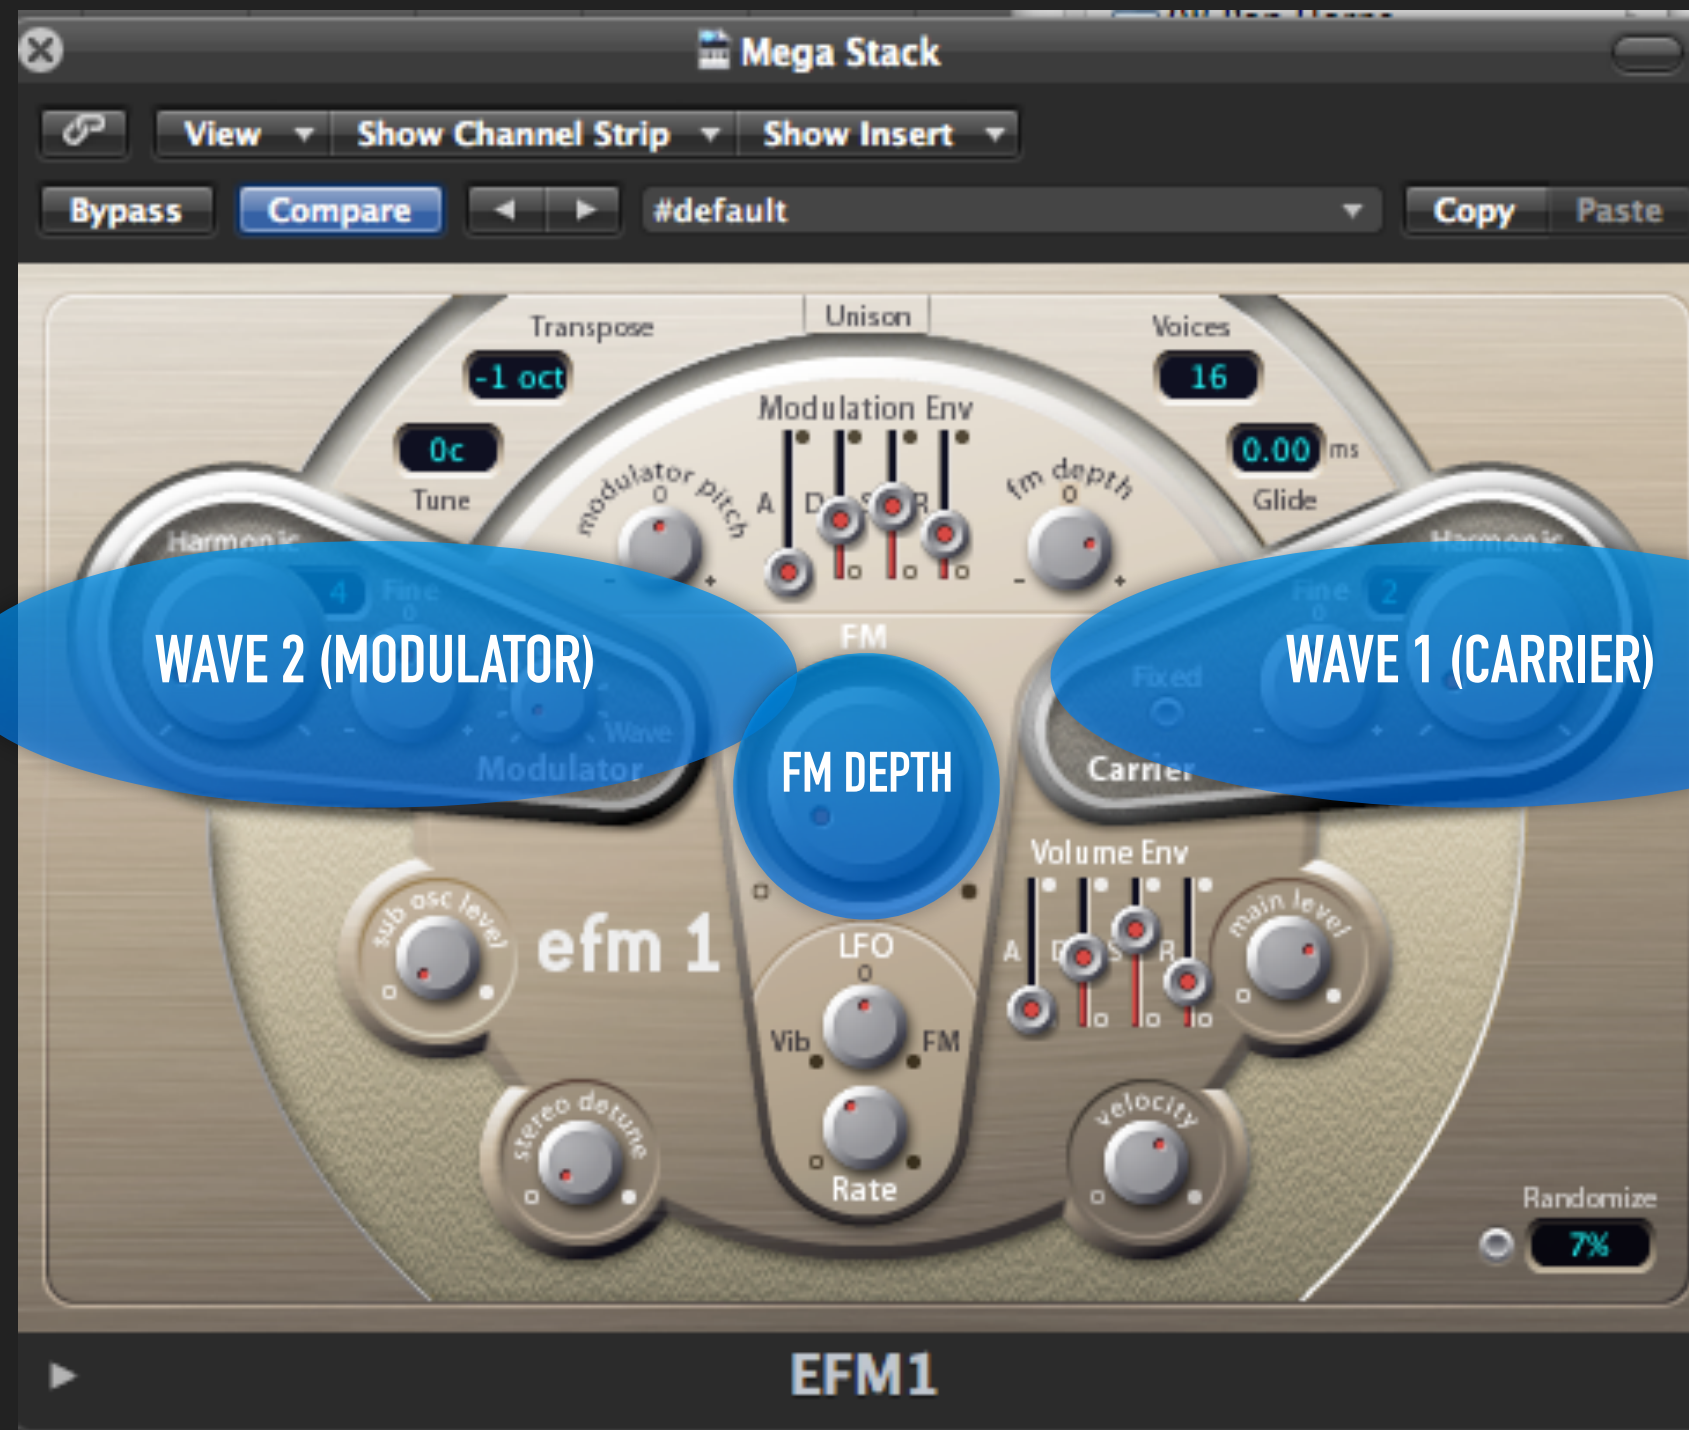 Mega Stack
View Show Channel Strip Show Insert
Bypass Compare #default Copy Paste
Unison
Transpose Voices
-1 oct 16
Modulation Env
0c 0.00 ms
Tune Glide
modulator pitch 0 A D S R fm depth 0
- + - +
Harmonic Harmonic
4 Fine 0 Fine 0 2
FM
WAVE 2 (MODULATOR) WAVE 1 (CARRIER)
Fixed
- + Wave - +
Modulator FM DEPTH Carrier
Volume Env
sub osc level efm 1 LFO A D S R main level
0
Vib FM
stereo detune velocity
Rate
Randomize
7%
EFM1